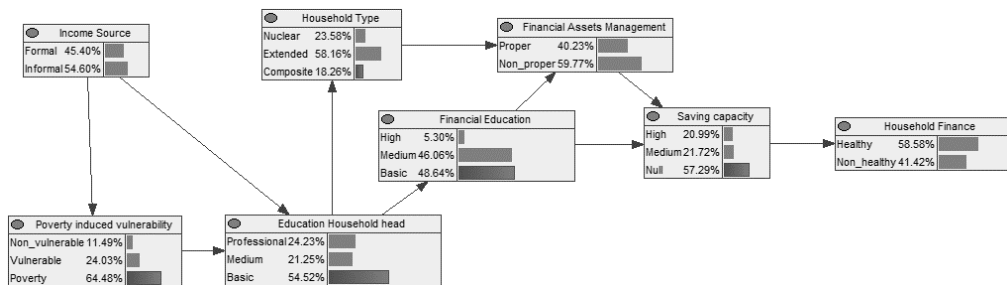 Income Source
Formal 45.40%
Informal 54.60%
Household Type
Nuclear 23.58%
Extended 58.16%
Composite 18.26%
Financial Assets Management
Proper 40.23%
Non_proper 59.77%
Financial Education
High 5.30%
Medium 46.06%
Basic 48.64%
Saving capacity
High 20.99%
Medium 21.72%
Null 57.29%
Household Finance
Healthy 58.58%
Non_healthy 41.42%
Poverty induced vulnerability
Non_vulnerable 11.49%
Vulnerable 24.03%
Poverty 64.48%
Education Household head
Professional 24.23%
Medium 21.25%
Basic 54.52%